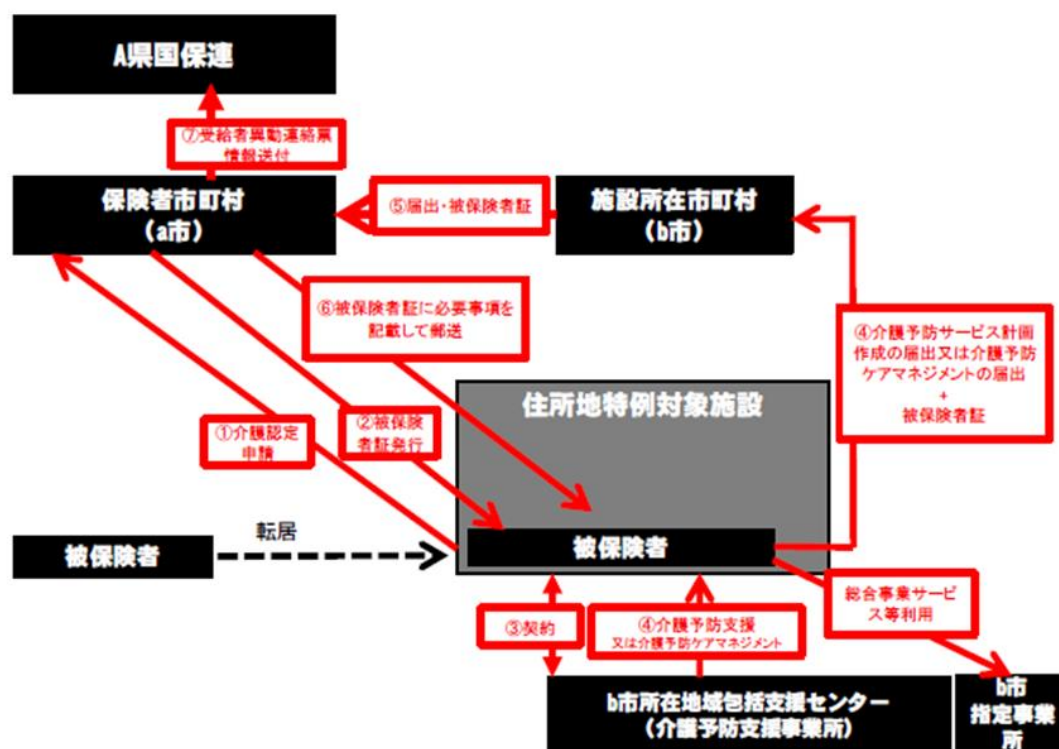 A県国保連
⑦受給者異動連絡票
情報送付
保険者市町村
（a市）
⑤届出・被保険者証
施設所在市町村
（b市）
⑥被保険者証に必要事項を
記載して郵送
④介護予防サービス計画
作成の届出又は介護予防
ケアマネジメントの届出
+
被保険者証
住所地特例対象施設
①介護認定
申請
②被保険
者証発行
転居
被保険者
被保険者
③契約
④介護予防支援
又は介護予防ケアマネジメント
総合事業サービ
ス等利用
b市所在地域包括支援センター
（介護予防支援事業所）
b市
指定事業
所